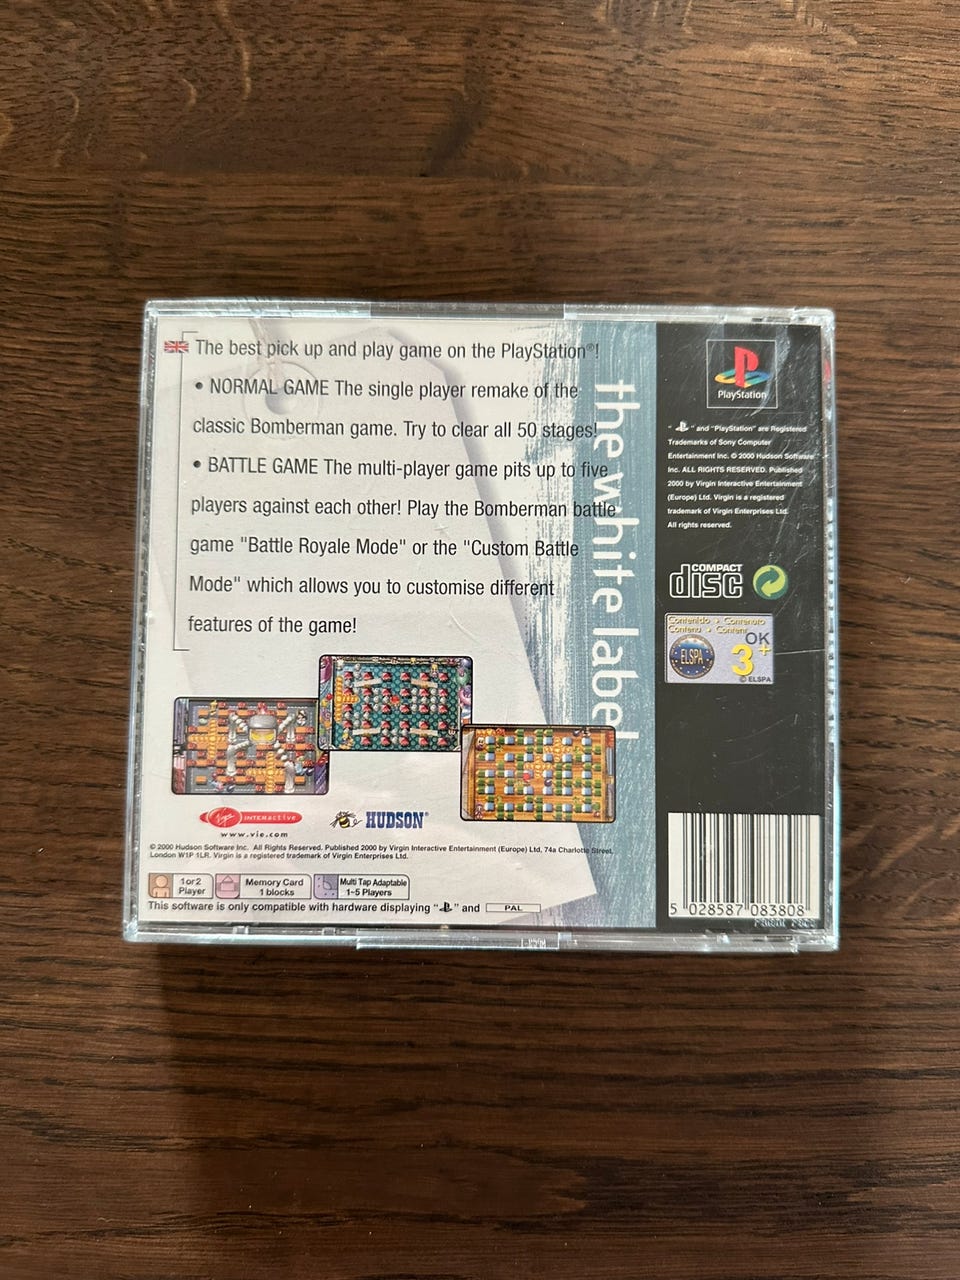 The best pick up and play game on the PlayStation®!
• NORMAL GAME The single player remake of the
classic Bomberman game. Try to clear all 50 stages!
• BATTLE GAME The multi-player game pits up to five
players against each other! Play the Bomberman battle
game "Battle Royale Mode" or the "Custom Battle
Mode" which allows you to customise different
features of the game!
the white label
Virgin INTERACTIVE
www.vie.com
HUDSON®
© 2000 Hudson Software Inc. All Rights Reserved. Published 2000 by Virgin Interactive Entertainment (Europe) Ltd, 74a Charlotte Street,
London W1P 1LR. Virgin is a registered trademark of Virgin Enterprises Ltd.
1 or 2
Player
Memory Card
1 blocks
Multi Tap Adaptable
1-5 Players
This software is only compatible with hardware displaying " " and PAL
PlayStation
" " and "PlayStation" are Registered
Trademarks of Sony Computer
Entertainment Inc. © 2000 Hudson Software
Inc. ALL RIGHTS RESERVED. Published
2000 by Virgin Interactive Entertainment
(Europe) Ltd. Virgin is a registered
trademark of Virgin Enterprises Ltd.
All rights reserved.
COMPACT
disc
Contenido • Contenuto
Contenu • Content
OK
ELSPA
3+
© ELSPA
5 028587 083808